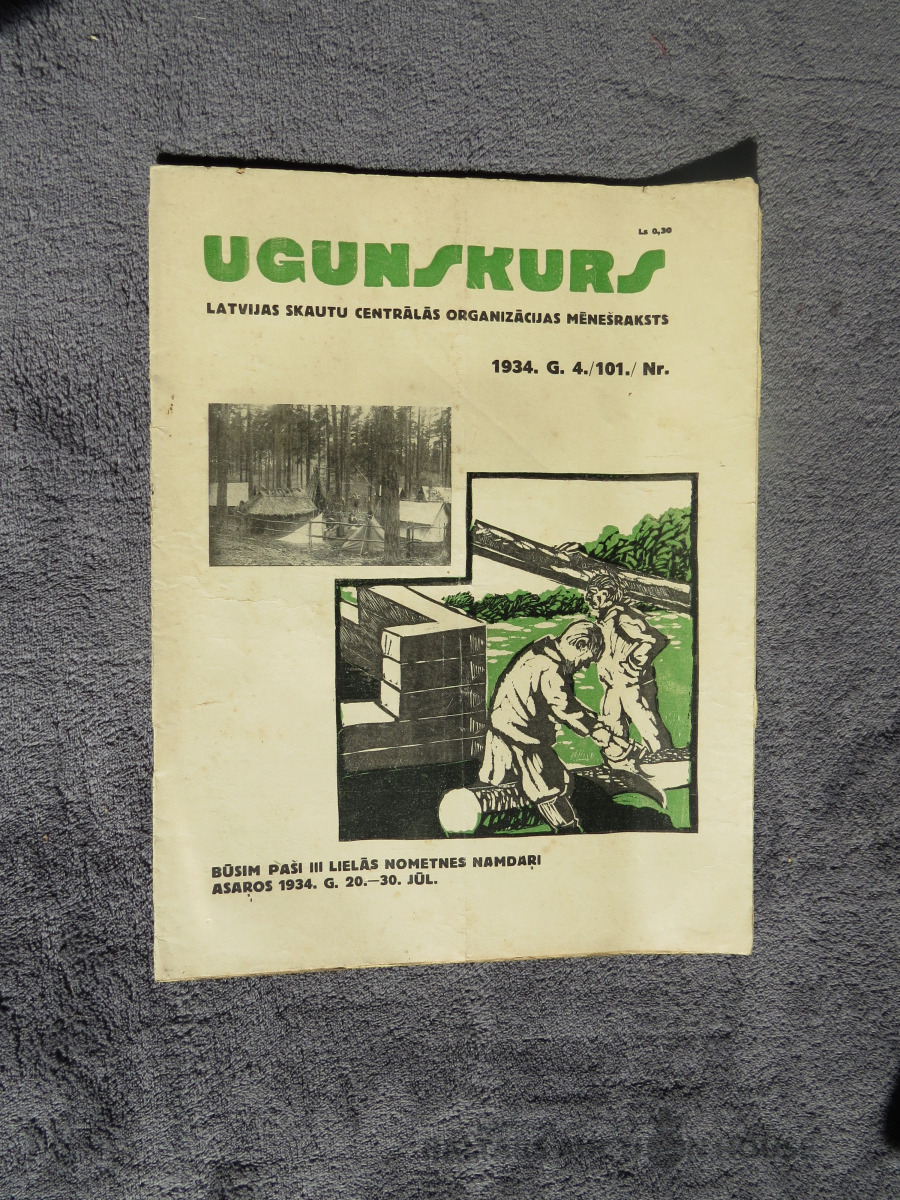 Ls 0,30
UGUNSKURS
LATVIJAS SKAUTU CENTRĀLĀS ORGANIZĀCIJAS MĒNEŠRAKSTS
1934. G. 4./101./ Nr.
BŪSIM PAŠI III LIELĀS NOMETNES NAMDAŖI
ASAŖOS 1934. G. 20.—30. JŪL.